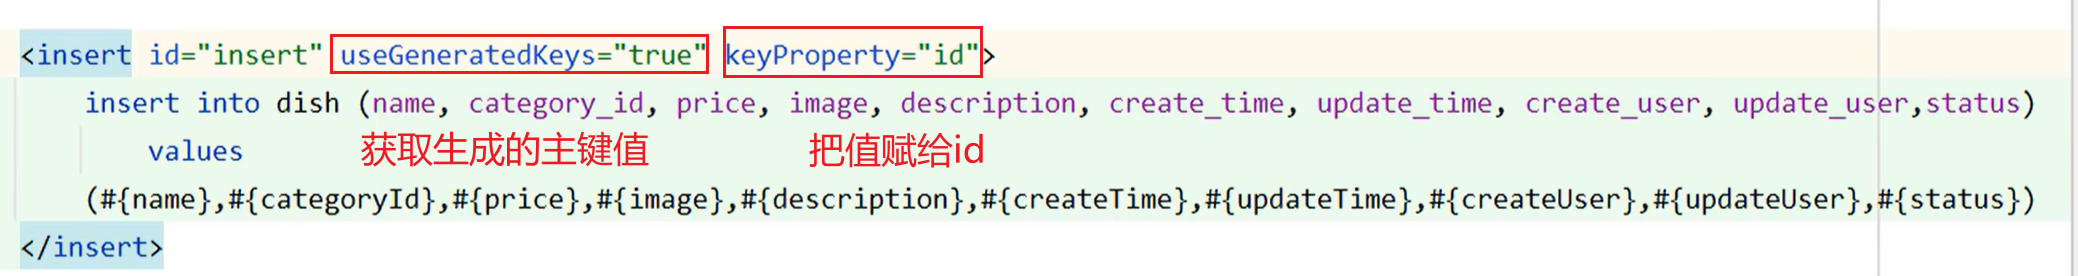 <insert id="insert" useGeneratedKeys="true" keyProperty="id">
insert into dish (name, category_id, price, image, description, create_time, update_time, create_user, update_user,status)
values 获取生成的主键值 把值赋给id
(#{name},#{categoryId},#{price},#{image},#{description},#{createTime},#{updateTime},#{createUser},#{updateUser},#{status})
</insert>